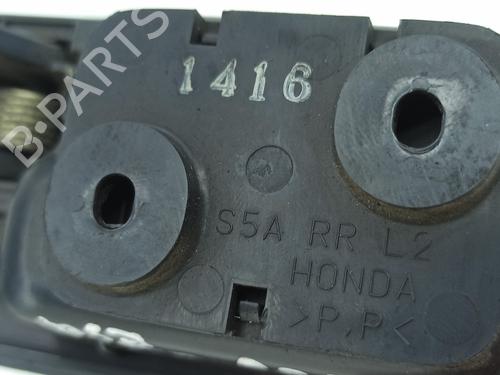 1416
B-PARTS
S5A RR L2
HONDA
>P,P<